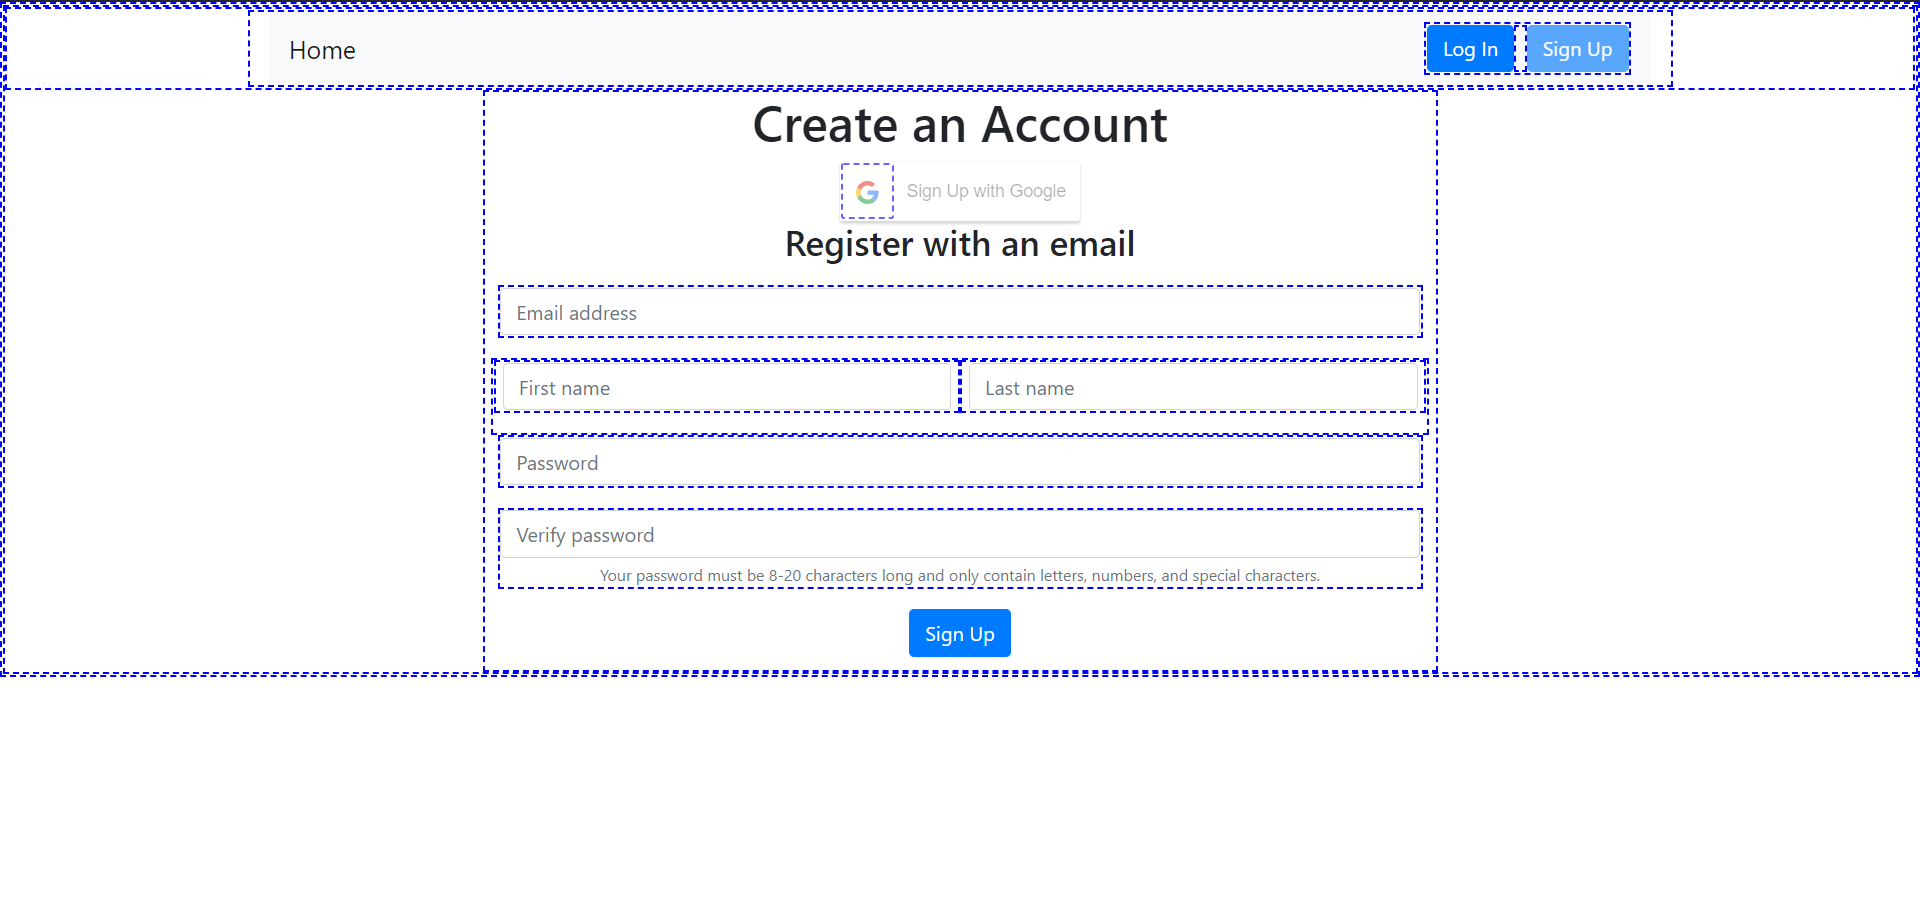 Home
Log In
Sign Up
Create an Account
Sign Up with Google
Register with an email
Email address
First name
Last name
Password
Verify password
Your password must be 8-20 characters long and only contain letters, numbers, and special characters.
Sign Up